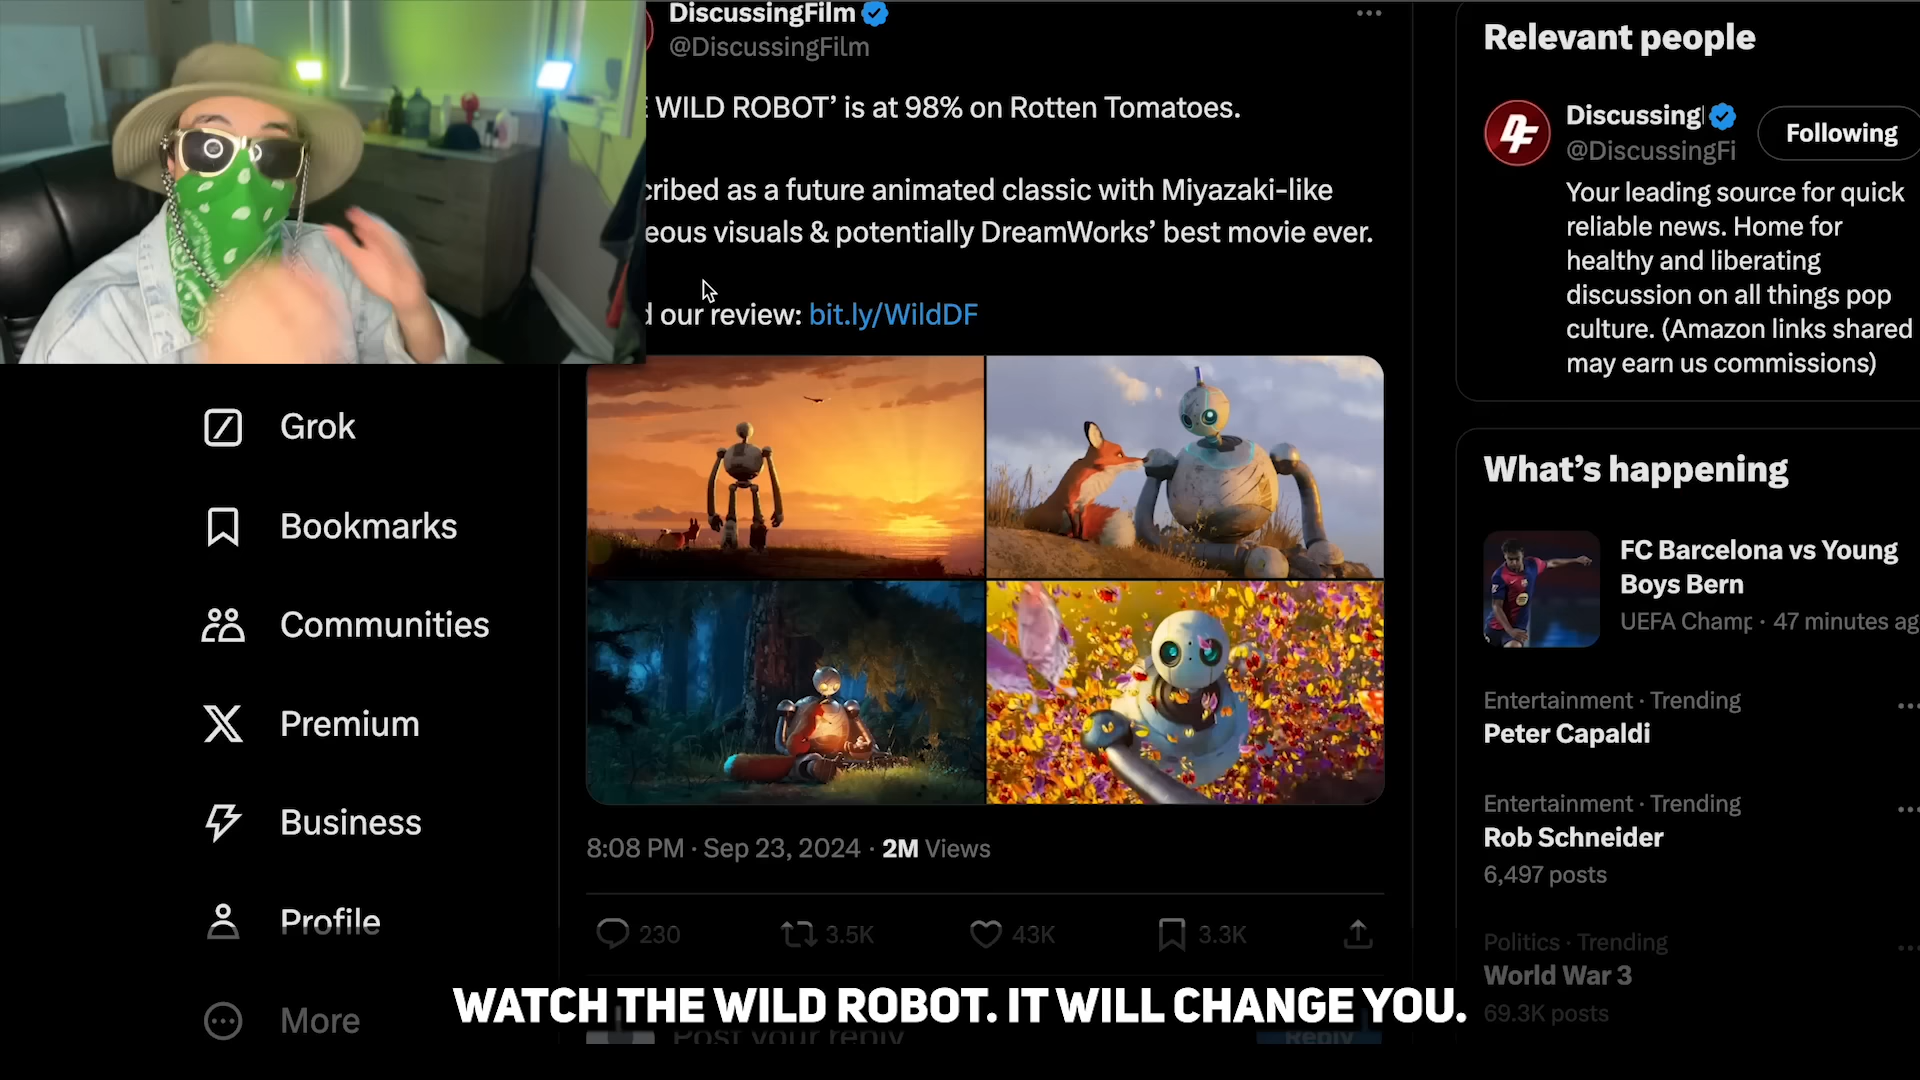 DiscussingFilm
@DiscussingFilm
WILD ROBOT’ is at 98% on Rotten Tomatoes.
cribed as a future animated classic with Miyazaki-like
eous visuals & potentially DreamWorks’ best movie ever.
d our review: bit.ly/WildDF
8:08 PM · Sep 23, 2024 · 2M Views
230 3.5K 43K 3.3K
Post your reply
Reply
Grok
Bookmarks
Communities
Premium
Business
Profile
More
Relevant people
Discussing
@DiscussingFi
Following
Your leading source for quick
reliable news. Home for
healthy and liberating
discussion on all things pop
culture. (Amazon links shared
may earn us commissions)
What’s happening
FC Barcelona vs Young
Boys Bern
UEFA Champ · 47 minutes ag
Entertainment · Trending
Peter Capaldi
Entertainment · Trending
Rob Schneider
6,497 posts
Politics · Trending
World War 3
69.3K posts
WATCH THE WILD ROBOT. IT WILL CHANGE YOU.